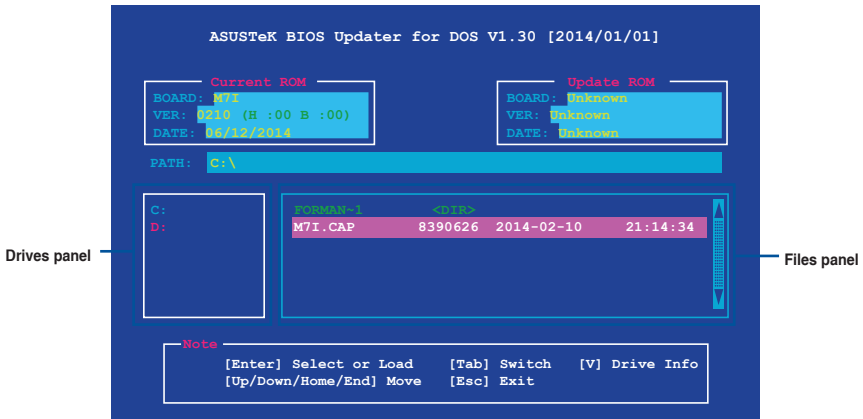 ASUSTeK BIOS Updater for DOS V1.30 [2014/01/01]
Current ROM
BOARD: M7I
VER: 0210 (H :00 B :00)
DATE: 06/12/2014
Update ROM
BOARD: Unknown
VER: Unknown
DATE: Unknown
PATH: C:\
C:
D:
FORMAN~1 <DIR>
M7I.CAP 8390626 2014-02-10 21:14:34
Drives panel
Files panel
Note
[Enter] Select or Load [Tab] Switch [V] Drive Info
[Up/Down/Home/End] Move [Esc] Exit